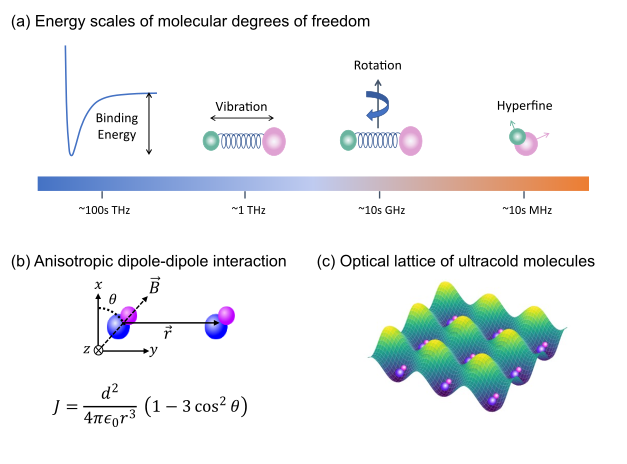 (a) Energy scales of molecular degrees of freedom
Rotation
Vibration
Hyperfine
Binding
Energy
~100s THz
~1 THz
~10s GHz
~10s MHz
(b) Anisotropic dipole-dipole interaction
(c) Optical lattice of ultracold molecules
x
θ
B⃗
r⃗
z
y
J = d² / 4πϵ₀r³ (1 − 3 cos² θ)